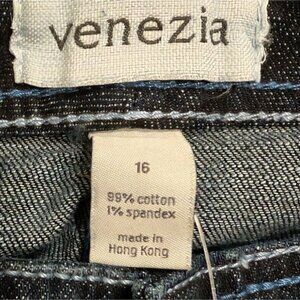 venezia
16
99% cotton
1% spandex
made in
Hong Kong